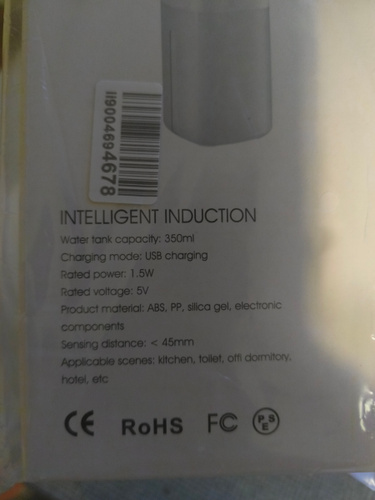 li9004694678
INTELLIGENT INDUCTION
Water tank capacity: 350ml
Charging mode: USB charging
Rated power: 1.5W
Rated voltage: 5V
Product material: ABS, PP, silica gel, electronic
components
Sensing distance: < 45mm
Applicable scenes: kitchen, toilet, offi dormitory,
hotel, etc
CE RoHS FC PSE